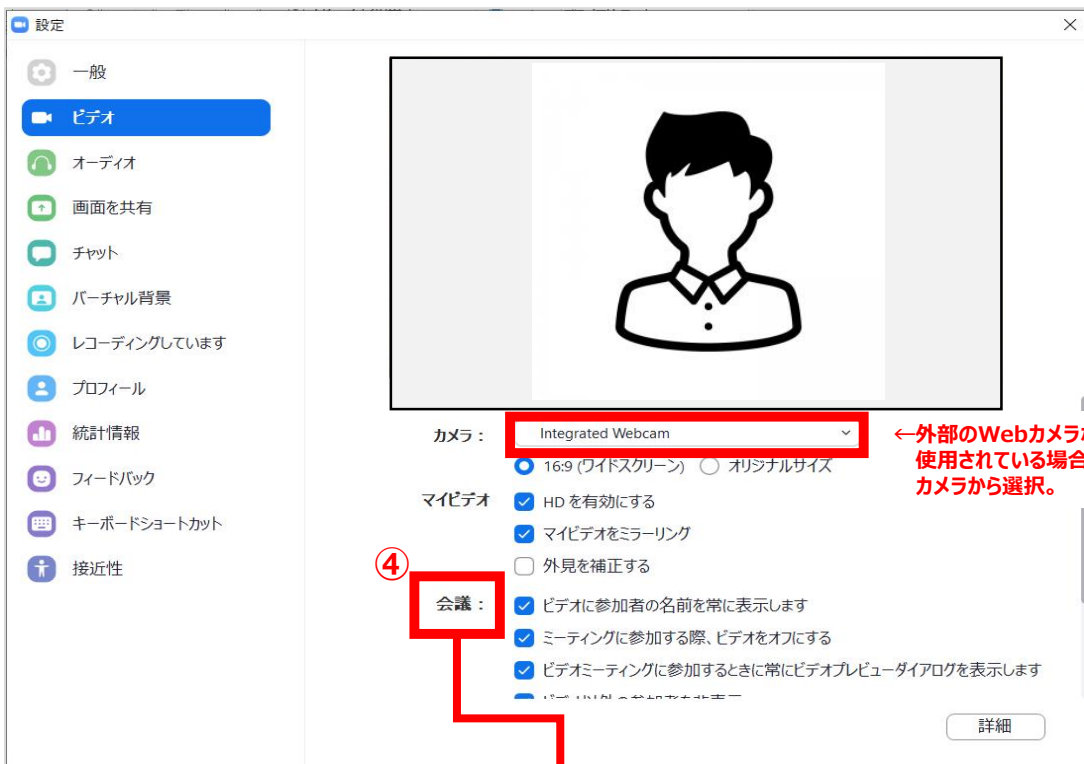 設定
一般
ビデオ
オーディオ
画面を共有
チャット
バーチャル背景
レコーディングしています
プロフィール
統計情報
フィードバック
キーボードショートカット
接近性
カメラ: Integrated Webcam
←外部のWebカメラが
使用されている場合
カメラから選択。
16:9 (ワイドスクリーン) オリジナルサイズ
マイビデオ HD を有効にする
マイビデオをミラーリング
外見を補正する
④
会議: ビデオに参加者の名前を常に表示します
ミーティングに参加する際、ビデオをオフにする
ビデオミーティングに参加するときに常にビデオプレビューダイアログを表示します
詳細